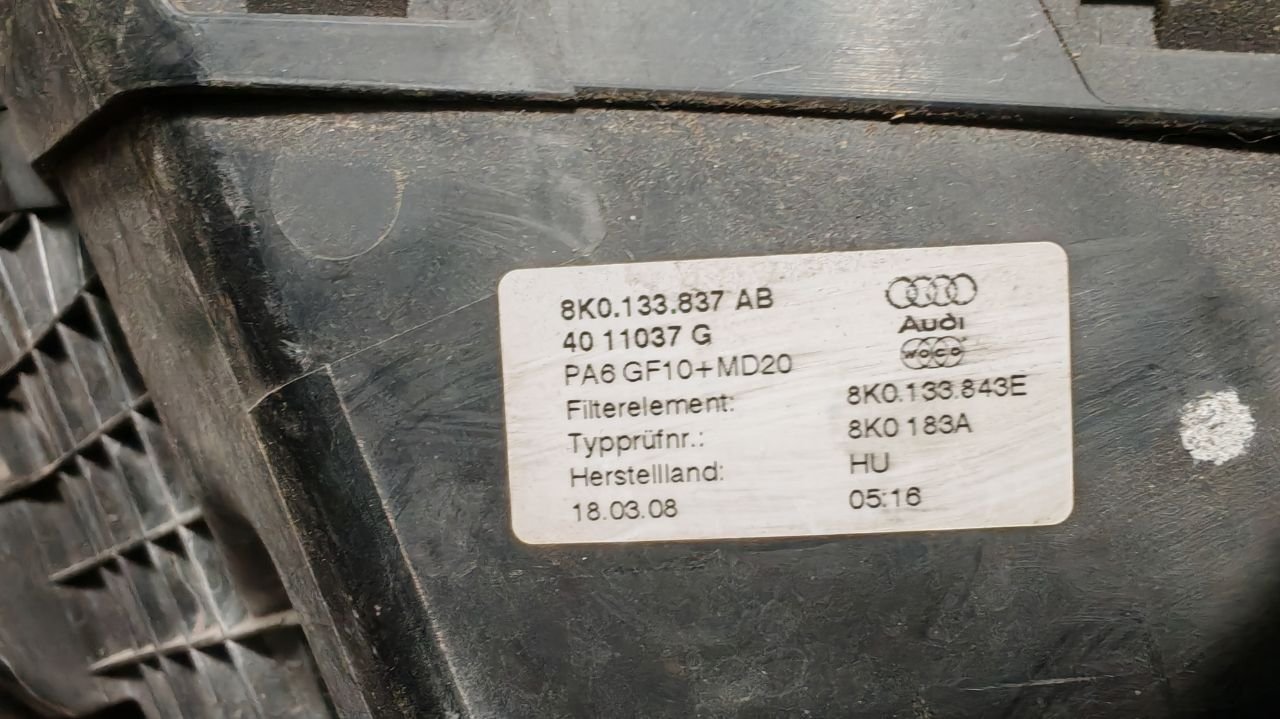 8K0.133.837 AB
40 11037 G
Audi
woco
PA6 GF10+MD20
Filterelement: 8K0.133.843E
Typprüfnr.: 8K0 183A
Herstellland: HU
18.03.08 05:16